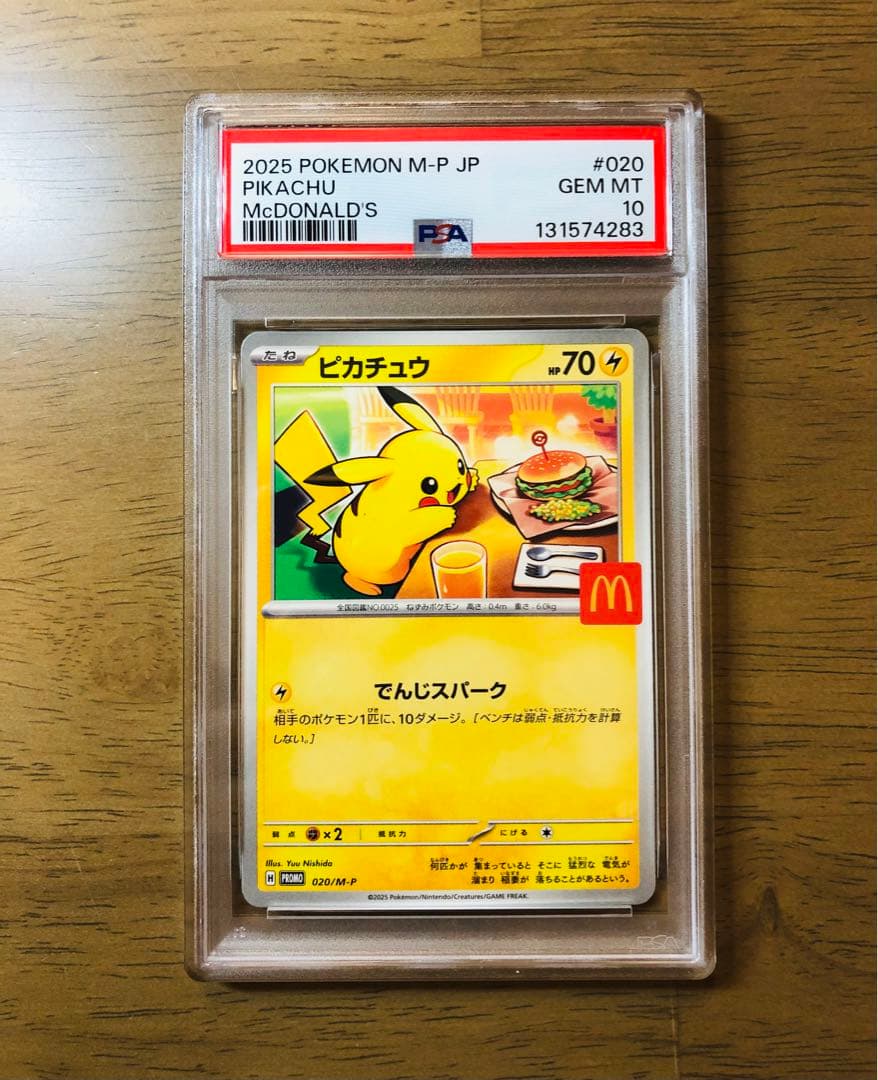 2025 POKEMON M-P JP #020
PIKACHU GEM MT
McDONALD'S 10
PSA 131574283
たね ピカチュウ HP70
M
全国図鑑NO.0025 ねずみポケモン 高さ:0.4m 重さ:6.0kg
でんじスパーク
相手のポケモン1匹に、10ダメージ。[ベンチは弱点・抵抗力を計算
しない。]
弱点 ×2 抵抗力 にげる
Illus. Yuu Nishida
何匹かが 集まっていると そこに 猛烈な 電気が
溜まり 稲妻が 落ちることがあるという。
H PROMO 020/M-P
©2025 Pokémon/Nintendo/Creatures/GAME FREAK.